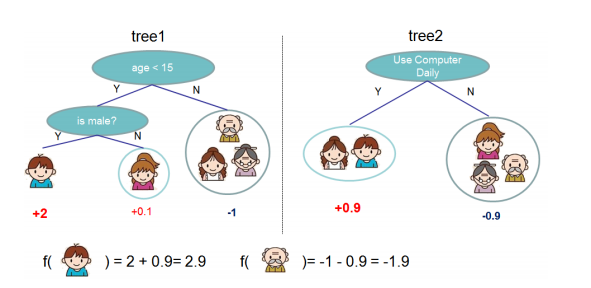 tree1
tree2
age < 15
Use Computer
Daily
Y
N
Y
N
is male?
Y
N
+2
+0.1
-1
+0.9
-0.9
f( ) = 2 + 0.9= 2.9
f( )= -1 - 0.9 = -1.9